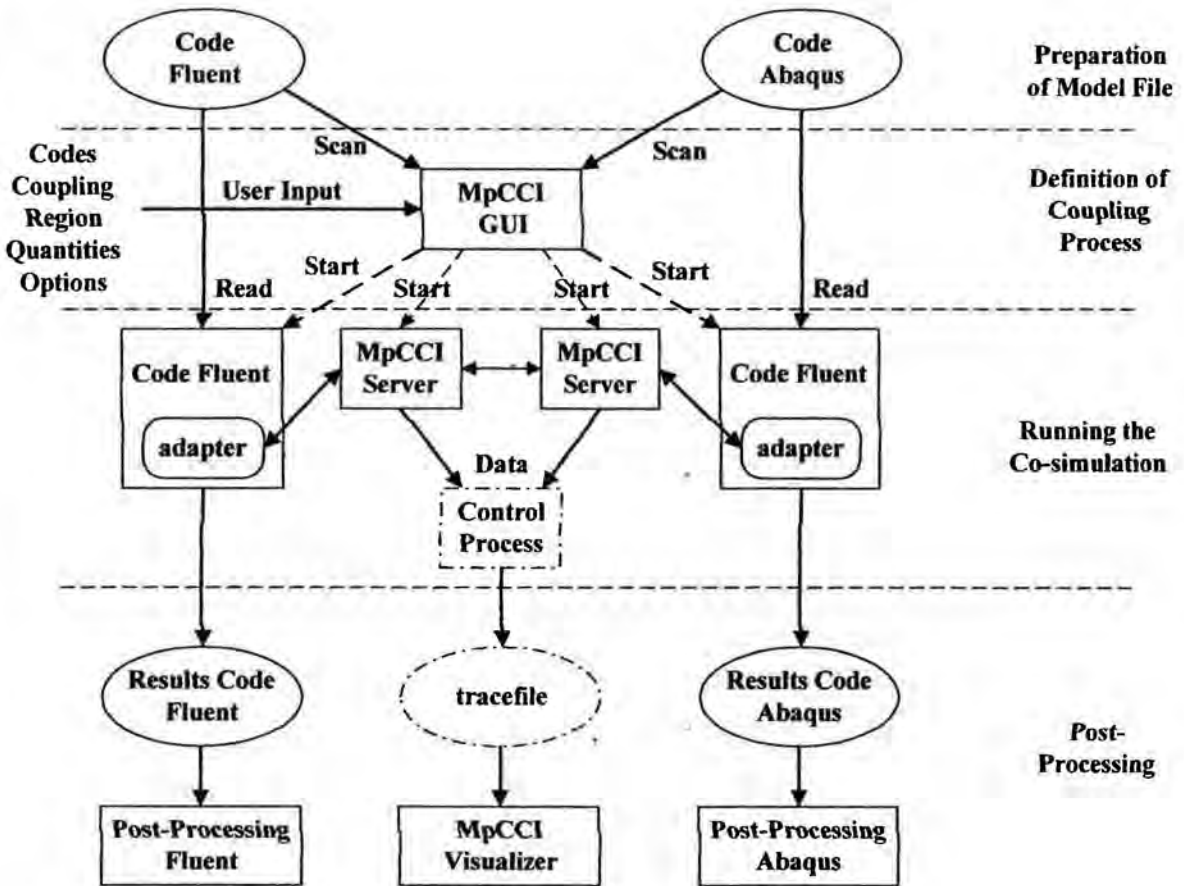 Code
Fluent
Code
Abaqus
Preparation
of Model File
Scan
Scan
Codes
Coupling
Region
Quantities
Options
User Input
MpCCI
GUI
Definition of
Coupling
Process
Start
Start
Start
Start
Read
Read
Code Fluent
adapter
MpCCI
Server
MpCCI
Server
Code Fluent
adapter
Running the
Co-simulation
Data
Control
Process
Results Code
Fluent
tracefile
Results Code
Abaqus
Post-
Processing
Post-Processing
Fluent
MpCCI
Visualizer
Post-Processing
Abaqus